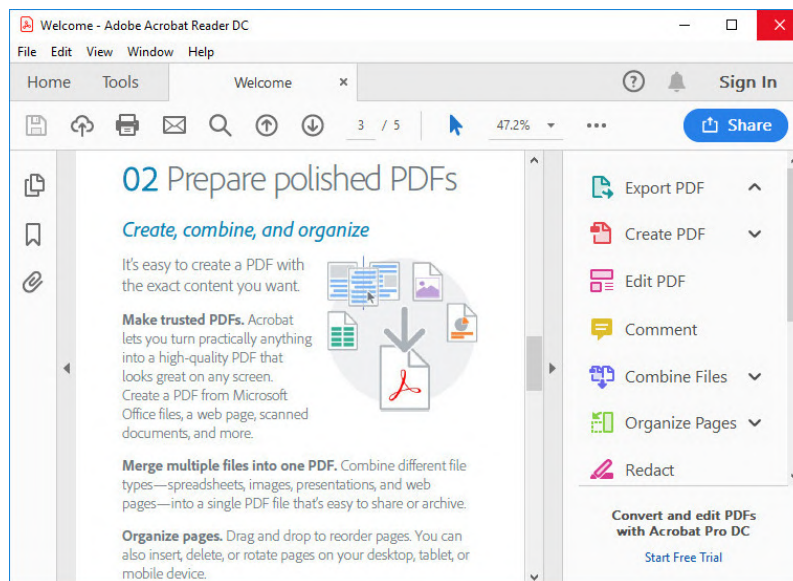 Welcome - Adobe Acrobat Reader DC
File Edit View Window Help
Home Tools Welcome × Sign In
3 / 5 47.2% Share
02 Prepare polished PDFs
Create, combine, and organize
It's easy to create a PDF with
the exact content you want.
Make trusted PDFs. Acrobat
lets you turn practically anything
into a high-quality PDF that
looks great on any screen.
Create a PDF from Microsoft
Office files, a web page, scanned
documents, and more.
Merge multiple files into one PDF. Combine different file
types—spreadsheets, images, presentations, and web
pages—into a single PDF file that's easy to share or archive.
Organize pages. Drag and drop to reorder pages. You can
also insert, delete, or rotate pages on your desktop, tablet, or
mobile device.
Export PDF
Create PDF
Edit PDF
Comment
Combine Files
Organize Pages
Redact
Convert and edit PDFs
with Acrobat Pro DC
Start Free Trial